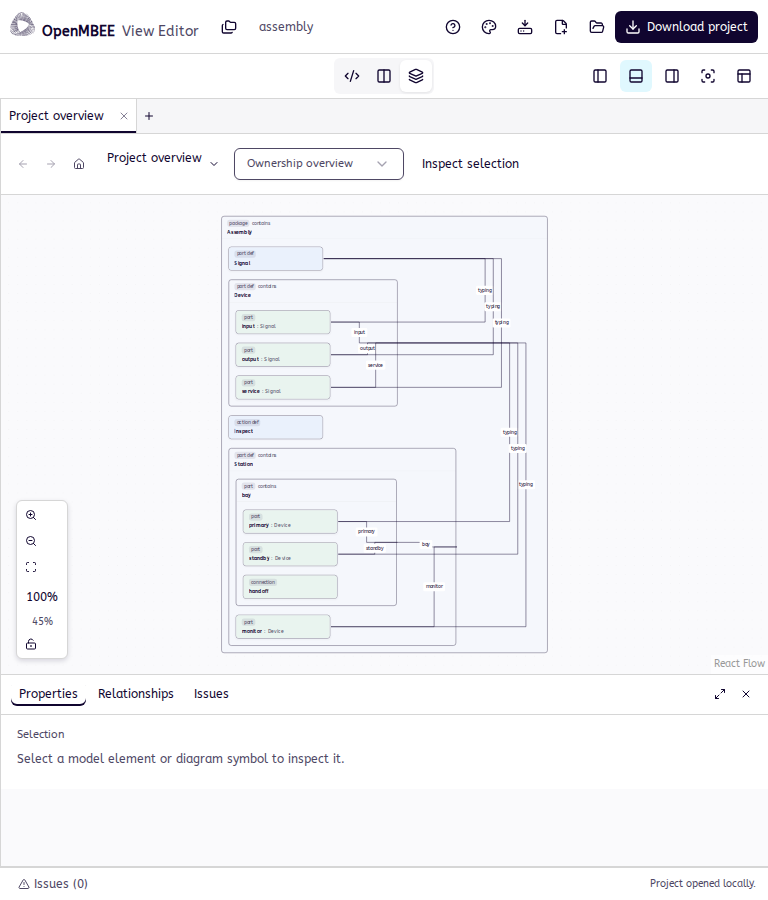 OpenMBEE View Editor
assembly
Download project
Project overview
Project overview
Ownership overview
Inspect selection
package contains
Assembly
part def
Signal
part def contains
Device
part
input : Signal
part
output : Signal
part
service : Signal
action def
Inspect
part def contains
Station
part contains
bay
part
primary : Device
part
standby : Device
connection
handoff
part
monitor : Device
typing
typing
typing
input
output
service
typing
typing
typing
primary
standby
bay
monitor
100%
45%
React Flow
Properties
Relationships
Issues
Selection
Select a model element or diagram symbol to inspect it.
Issues (0)
Project opened locally.